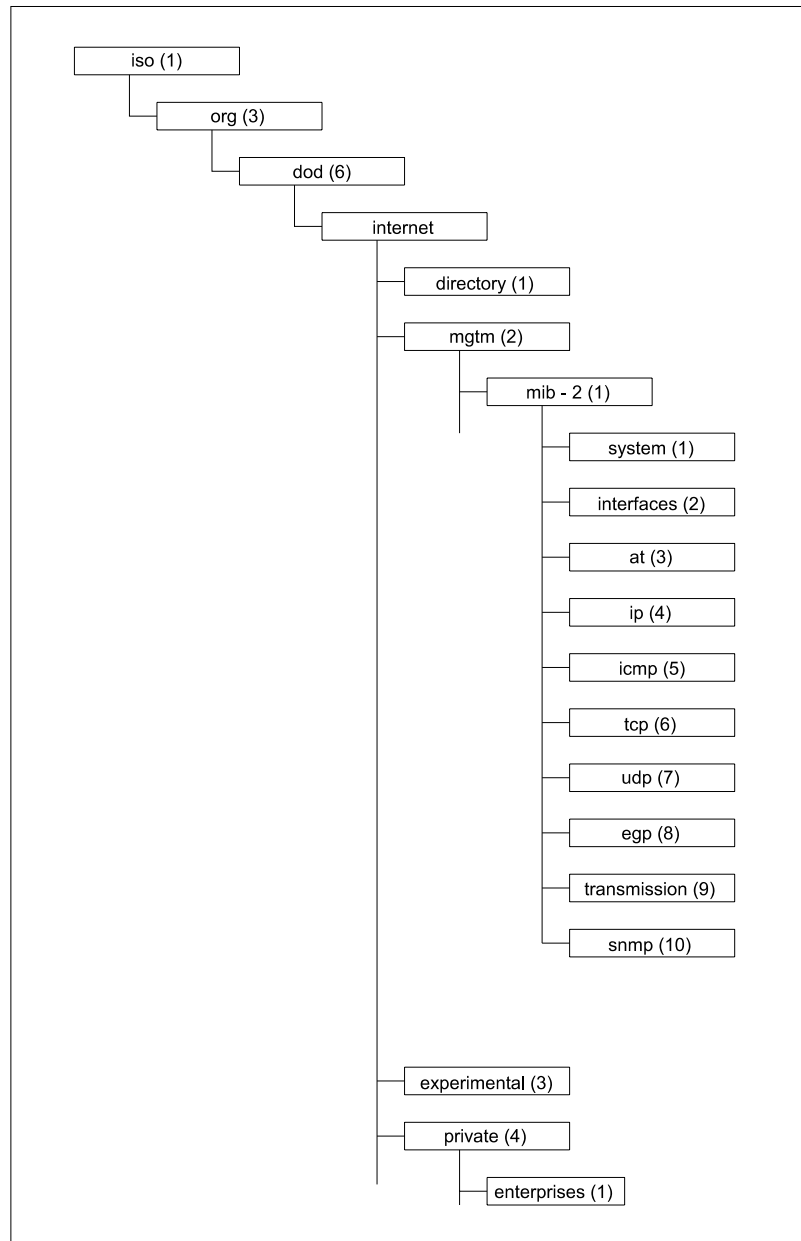 iso (1)
org (3)
dod (6)
internet
directory (1)
mgtm (2)
mib - 2 (1)
system (1)
interfaces (2)
at (3)
ip (4)
icmp (5)
tcp (6)
udp (7)
egp (8)
transmission (9)
snmp (10)
experimental (3)
private (4)
enterprises (1)